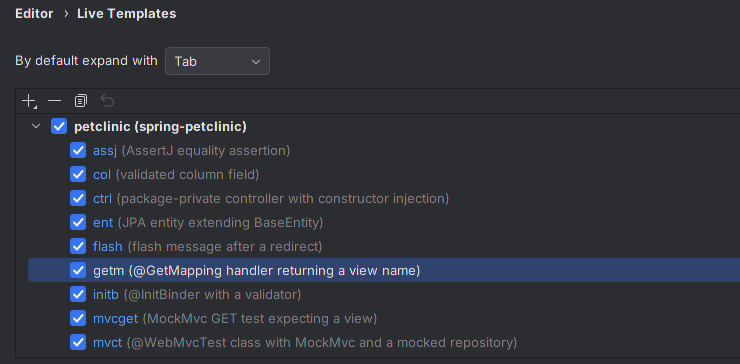 Editor › Live Templates
By default expand with Tab
petclinic (spring-petclinic)
assj (AssertJ equality assertion)
col (validated column field)
ctrl (package-private controller with constructor injection)
ent (JPA entity extending BaseEntity)
flash (flash message after a redirect)
getm (@GetMapping handler returning a view name)
initb (@InitBinder with a validator)
mvcget (MockMvc GET test expecting a view)
mvct (@WebMvcTest class with MockMvc and a mocked repository)